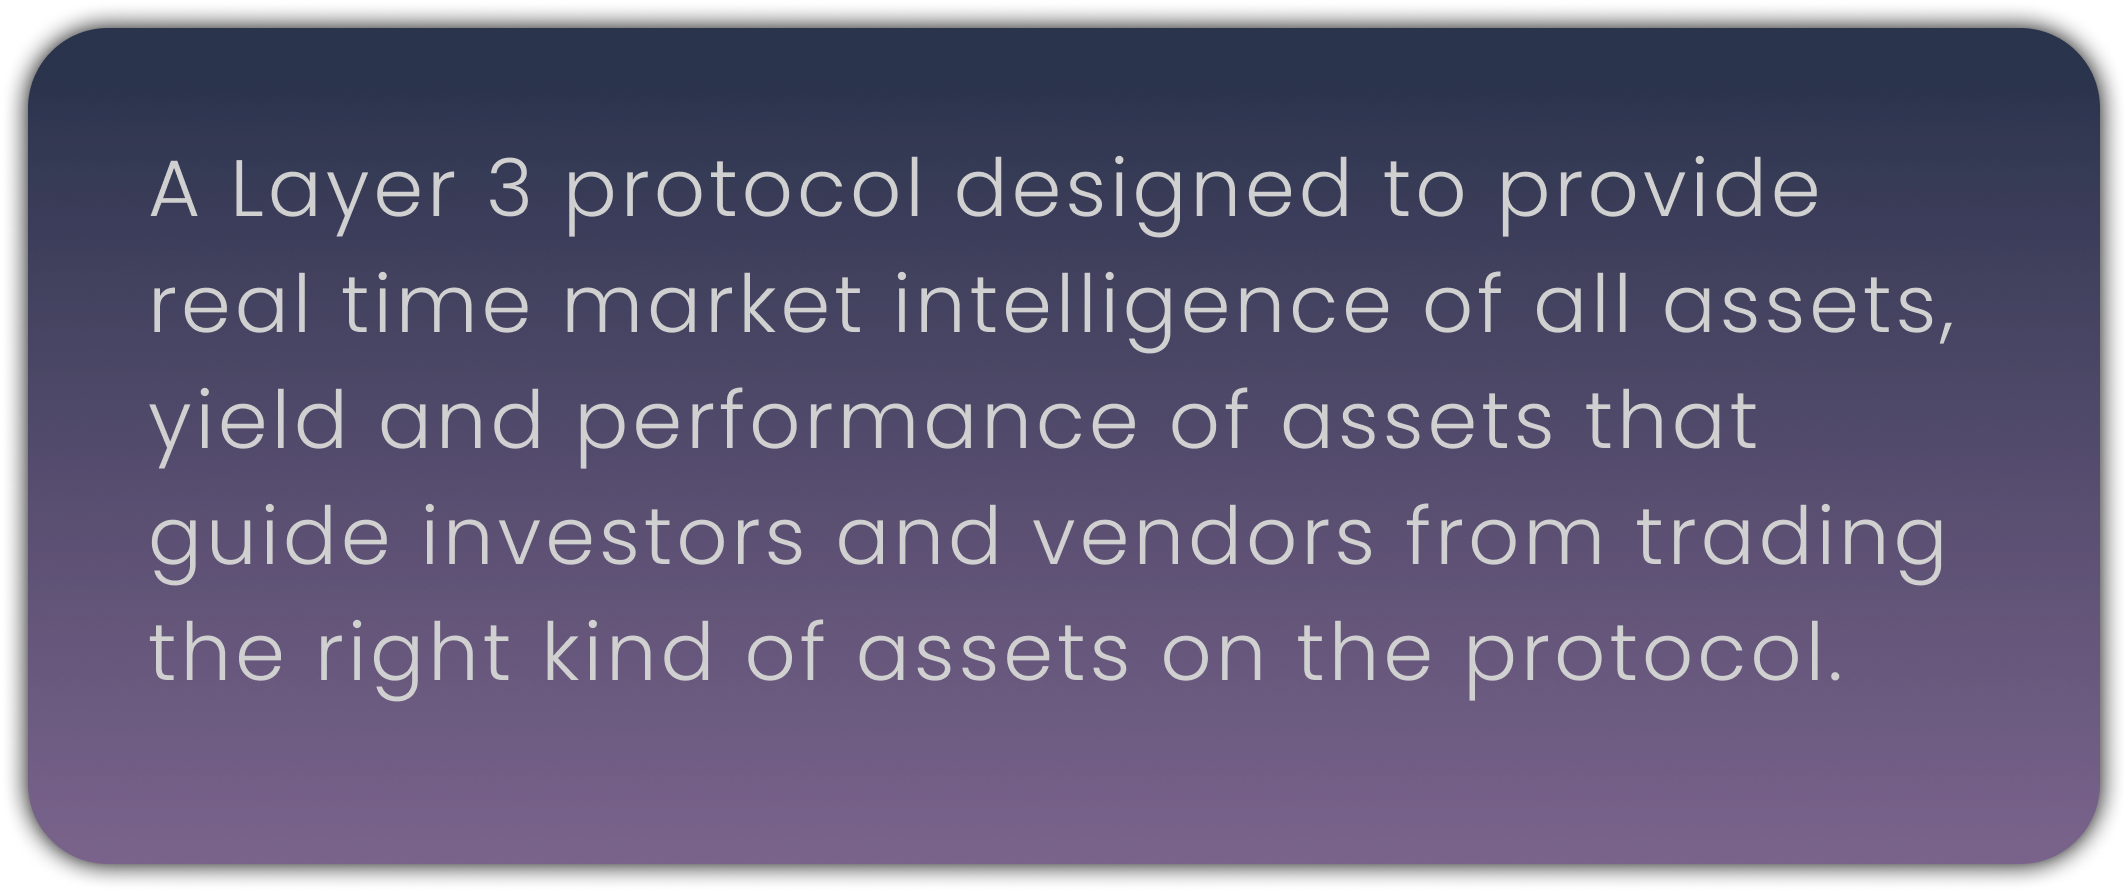 A Layer 3 protocol designed to provide
real time market intelligence of all assets,
yield and performance of assets that
guide investors and vendors from trading
the right kind of assets on the protocol.